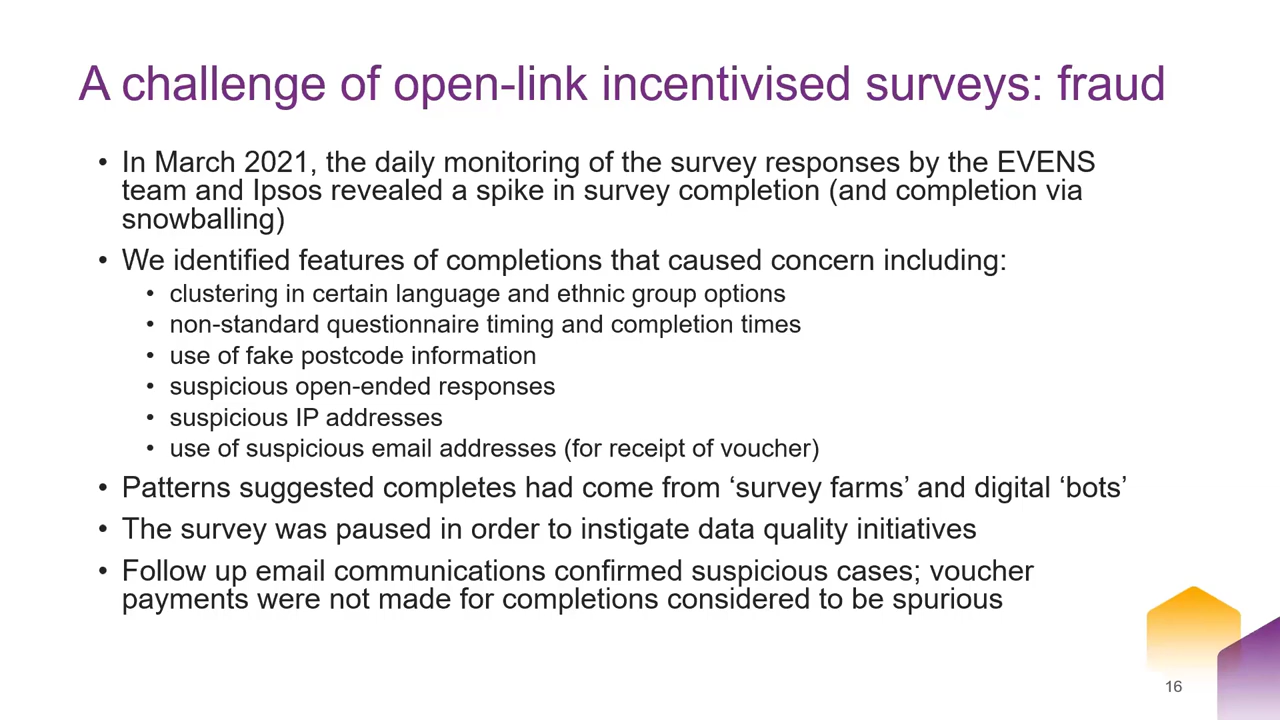 A challenge of open-link incentivised surveys: fraud
• In March 2021, the daily monitoring of the survey responses by the EVENS
team and Ipsos revealed a spike in survey completion (and completion via
snowballing)
• We identified features of completions that caused concern including:
• clustering in certain language and ethnic group options
• non-standard questionnaire timing and completion times
• use of fake postcode information
• suspicious open-ended responses
• suspicious IP addresses
• use of suspicious email addresses (for receipt of voucher)
• Patterns suggested completes had come from ‘survey farms’ and digital ‘bots’
• The survey was paused in order to instigate data quality initiatives
• Follow up email communications confirmed suspicious cases; voucher
payments were not made for completions considered to be spurious
16